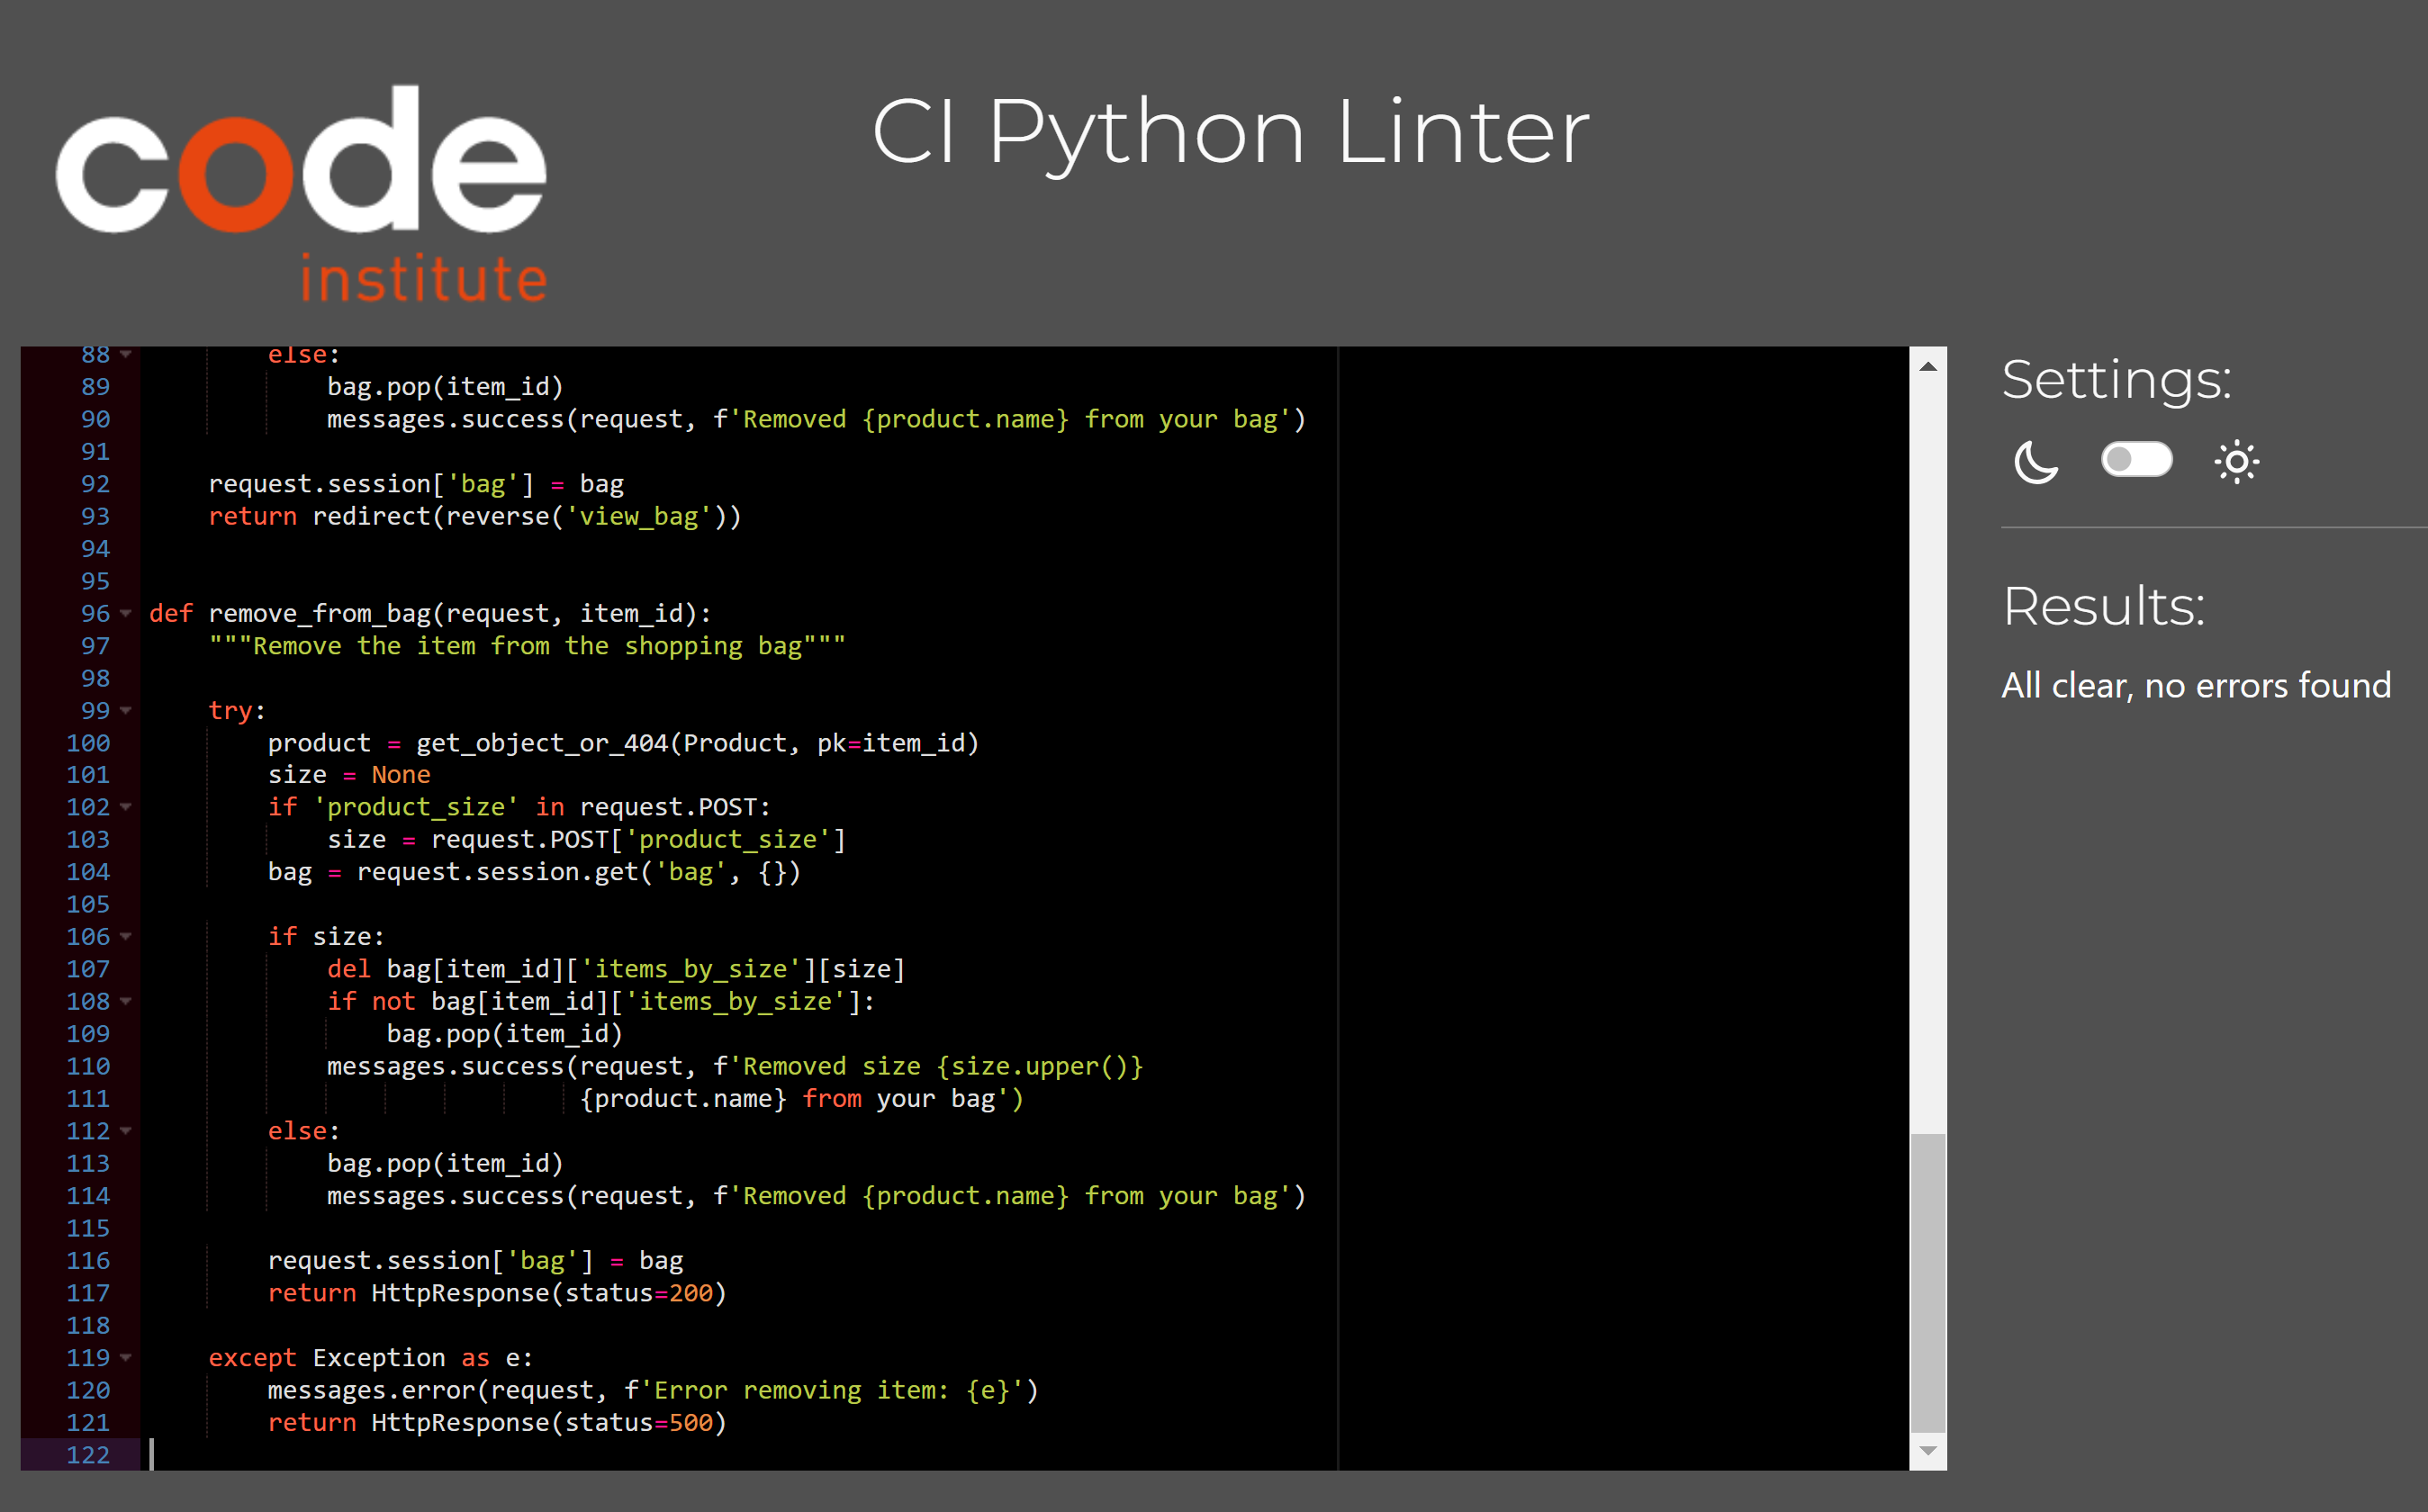 code
institute
CI Python Linter
88 else:
89 bag.pop(item_id)
90 messages.success(request, f'Removed {product.name} from your bag')
91
92 request.session['bag'] = bag
93 return redirect(reverse('view_bag'))
94
95
96 def remove_from_bag(request, item_id):
97 """Remove the item from the shopping bag"""
98
99 try:
100 product = get_object_or_404(Product, pk=item_id)
101 size = None
102 if 'product_size' in request.POST:
103 size = request.POST['product_size']
104 bag = request.session.get('bag', {})
105
106 if size:
107 del bag[item_id]['items_by_size'][size]
108 if not bag[item_id]['items_by_size']:
109 bag.pop(item_id)
110 messages.success(request, f'Removed size {size.upper()}
111 {product.name} from your bag')
112 else:
113 bag.pop(item_id)
114 messages.success(request, f'Removed {product.name} from your bag')
115
116 request.session['bag'] = bag
117 return HttpResponse(status=200)
118
119 except Exception as e:
120 messages.error(request, f'Error removing item: {e}')
121 return HttpResponse(status=500)
122
Settings:
Results:
All clear, no errors found